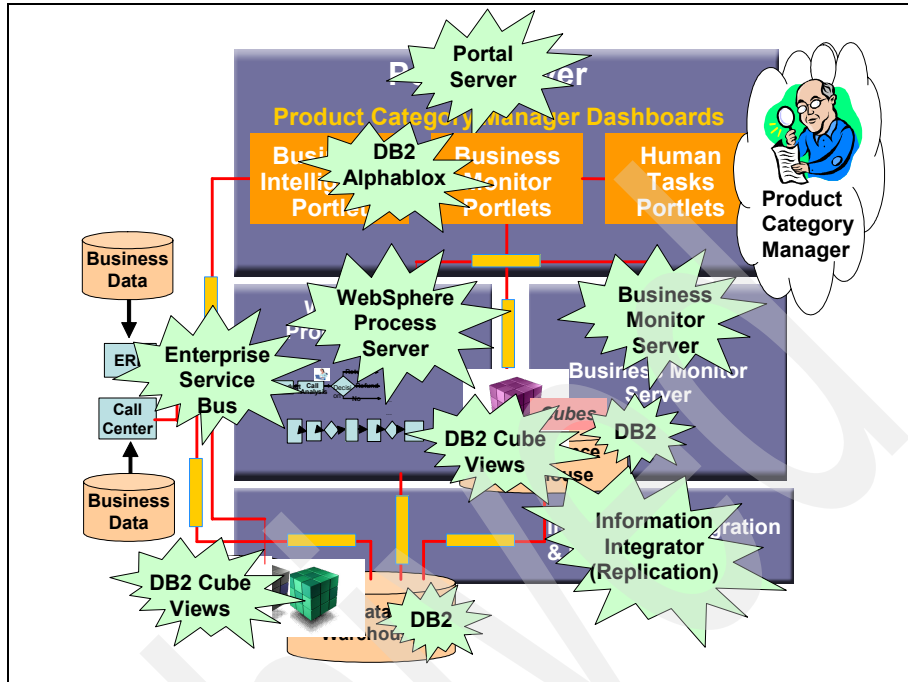 Portal
Server
Product Category Manager Dashboards
DB2
Alphablox
Business
Monitor
Portlets
Human
Tasks
Portlets
Product
Category
Manager
Business
Data
WebSphere
Process
Server
Business
Monitor
Server
Enterprise
Service
Bus
Call
Analysis
Business Monitor
Server
Call
Center
Cubes
DB2 Cube
Views
DB2
Business
Data
Information
Integrator
(Replication)
&
DB2 Cube
Views
DB2